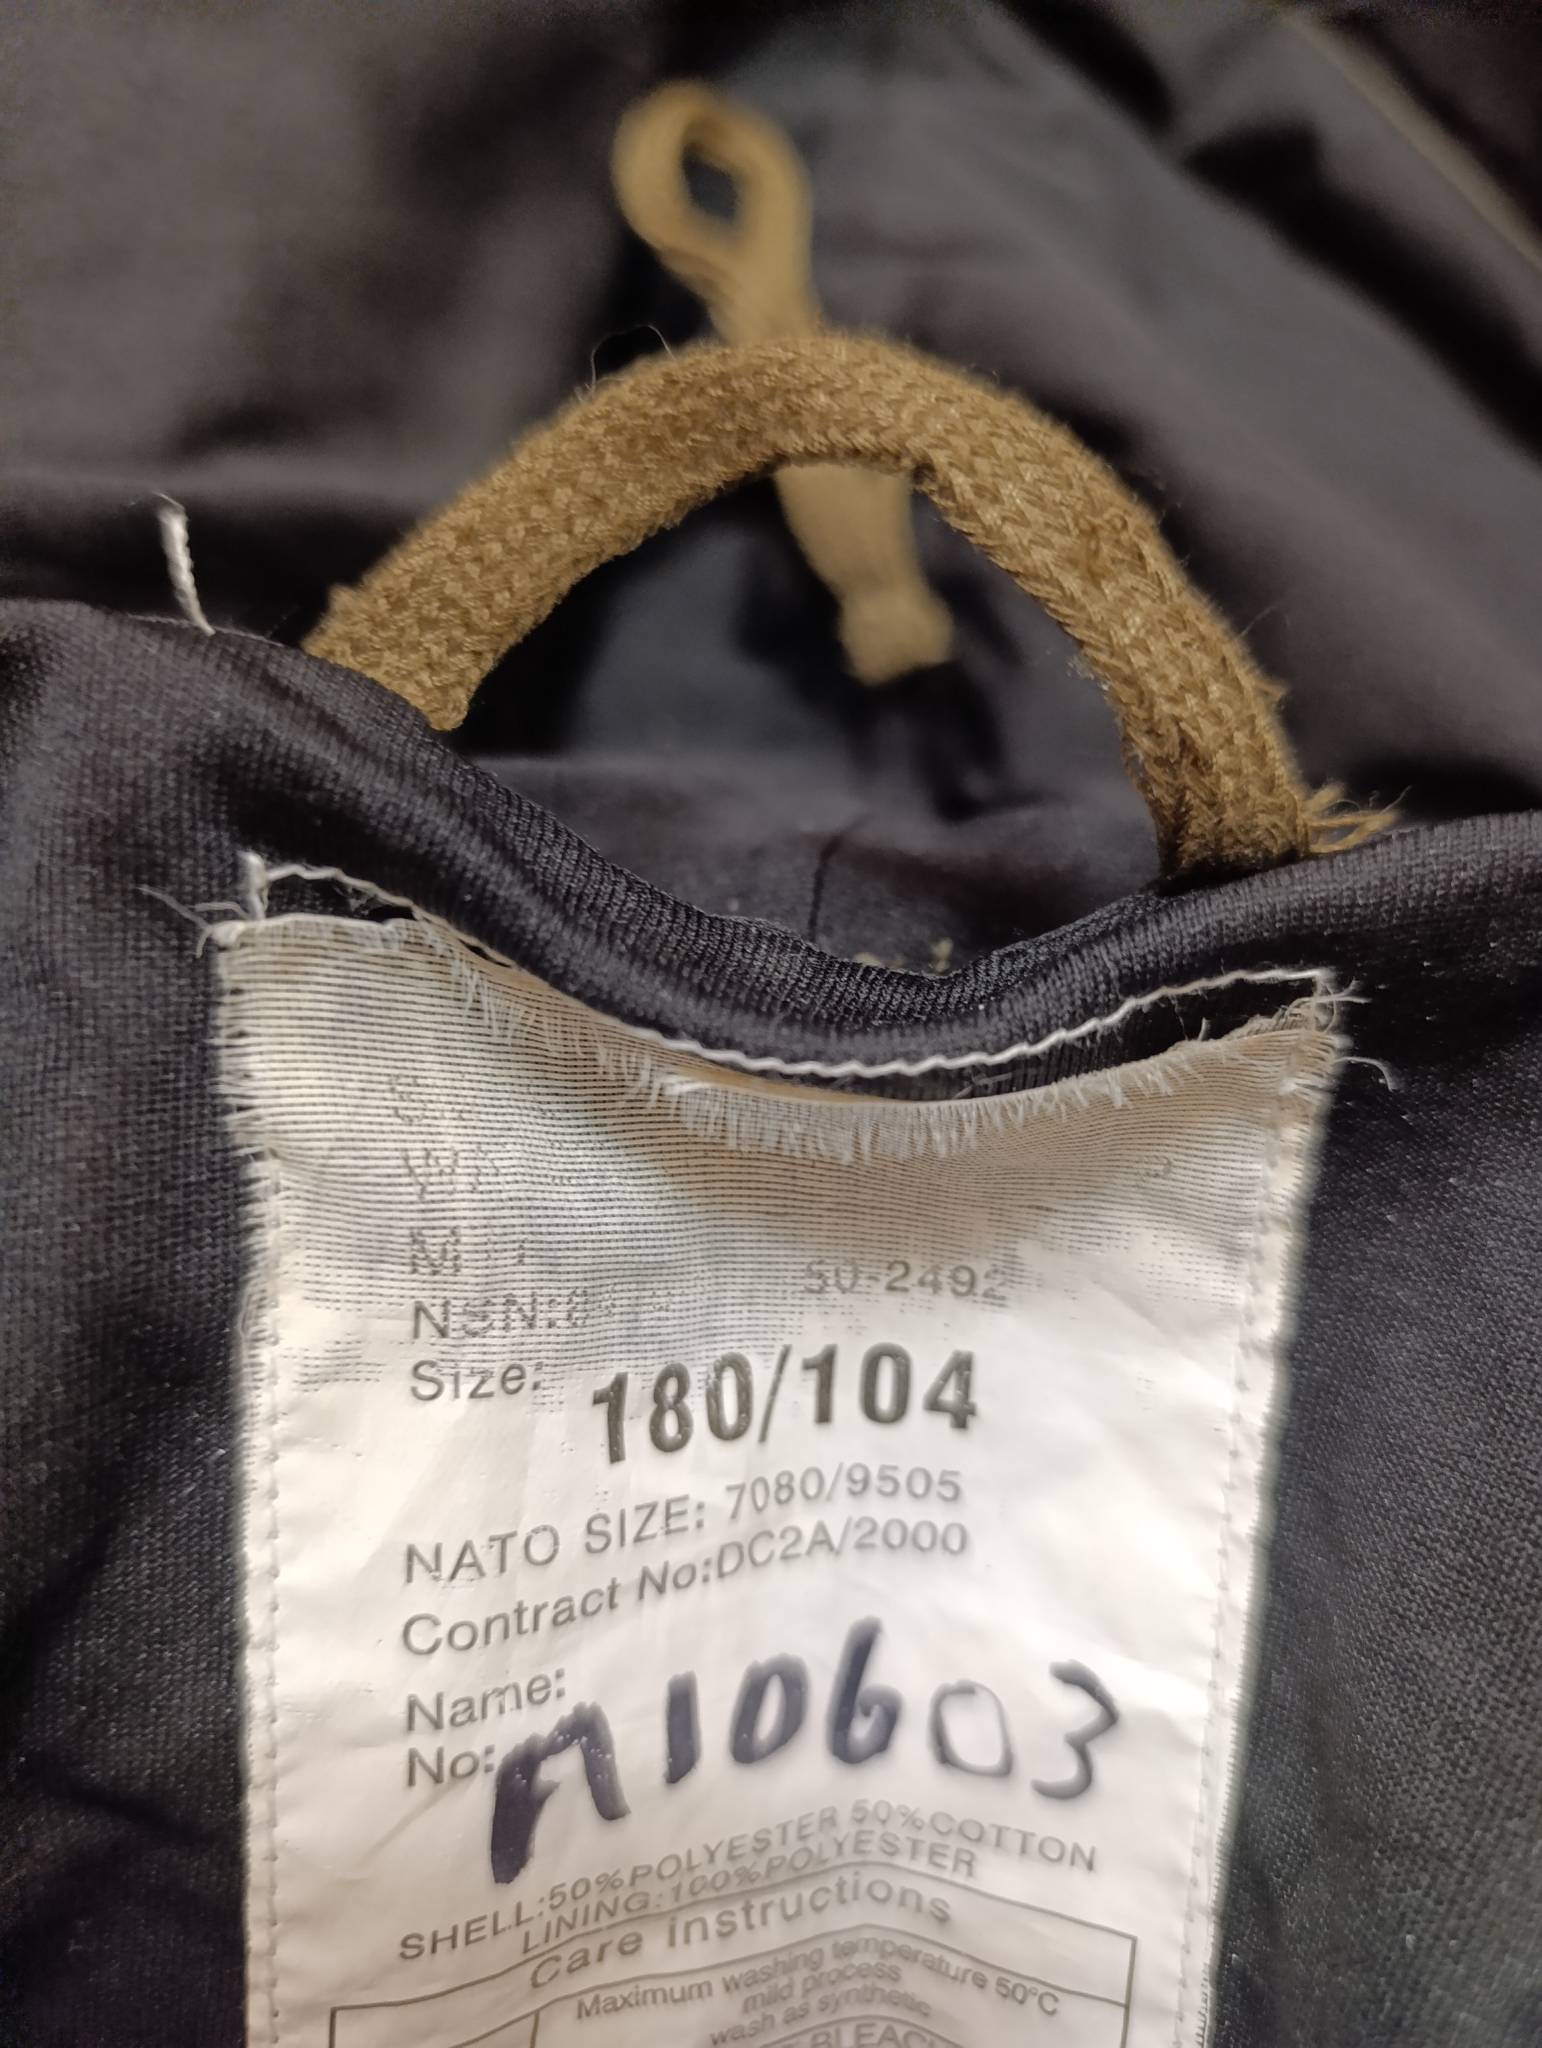 NSN:
50-2492
Size: 180/104
NATO SIZE: 7080/9505
Contract No:DC2A/2000
Name:
No: A10603
SHELL:50%POLYESTER 50%COTTON
LINING:100%POLYESTER
Care instructions
Maximum washing temperature 50°C
mild process
wash as synthetic